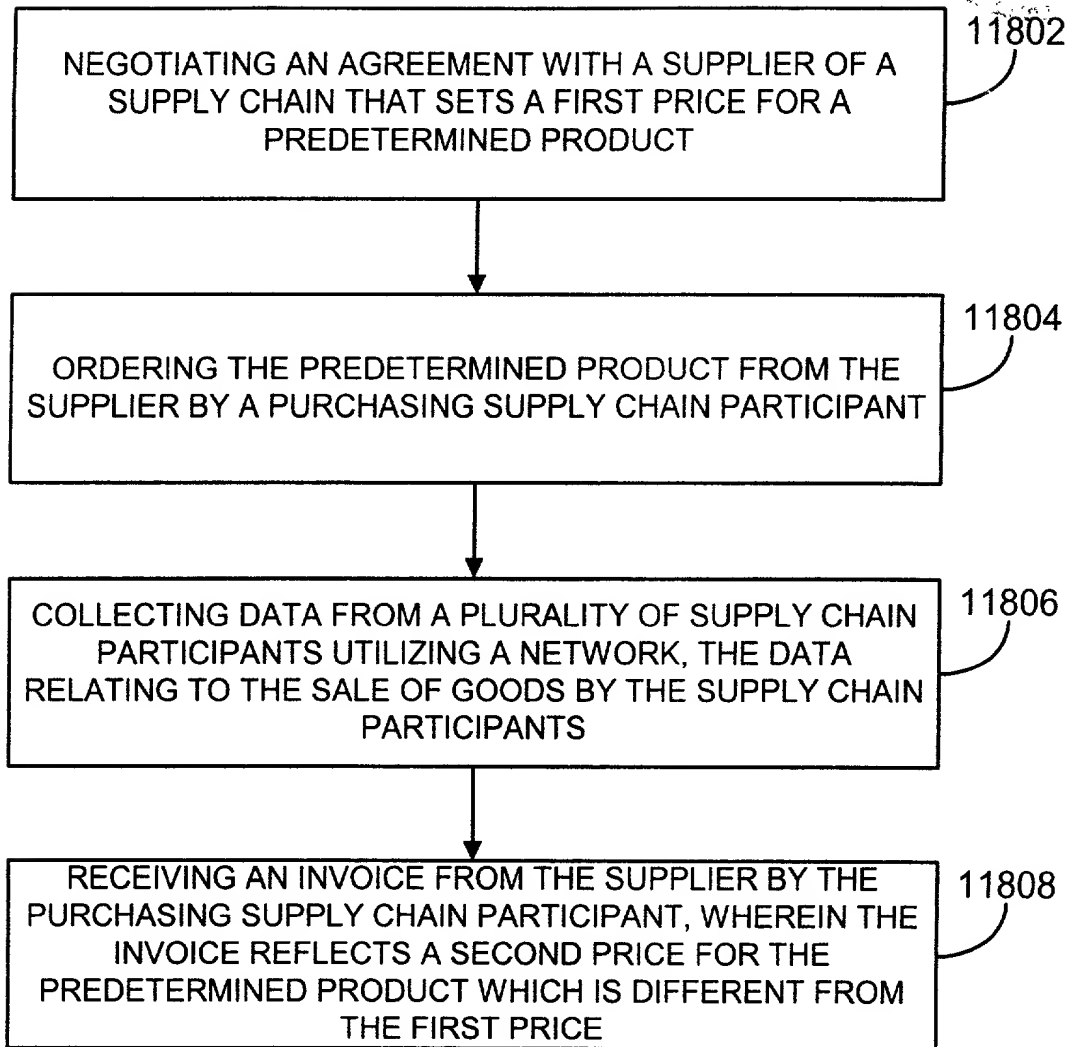 11802
NEGOTIATING AN AGREEMENT WITH A SUPPLIER OF A
SUPPLY CHAIN THAT SETS A FIRST PRICE FOR A
PREDETERMINED PRODUCT
11804
ORDERING THE PREDETERMINED PRODUCT FROM THE
SUPPLIER BY A PURCHASING SUPPLY CHAIN PARTICIPANT
11806
COLLECTING DATA FROM A PLURALITY OF SUPPLY CHAIN
PARTICIPANTS UTILIZING A NETWORK, THE DATA
RELATING TO THE SALE OF GOODS BY THE SUPPLY CHAIN
PARTICIPANTS
11808
RECEIVING AN INVOICE FROM THE SUPPLIER BY THE
PURCHASING SUPPLY CHAIN PARTICIPANT, WHEREIN THE
INVOICE REFLECTS A SECOND PRICE FOR THE
PREDETERMINED PRODUCT WHICH IS DIFFERENT FROM
THE FIRST PRICE